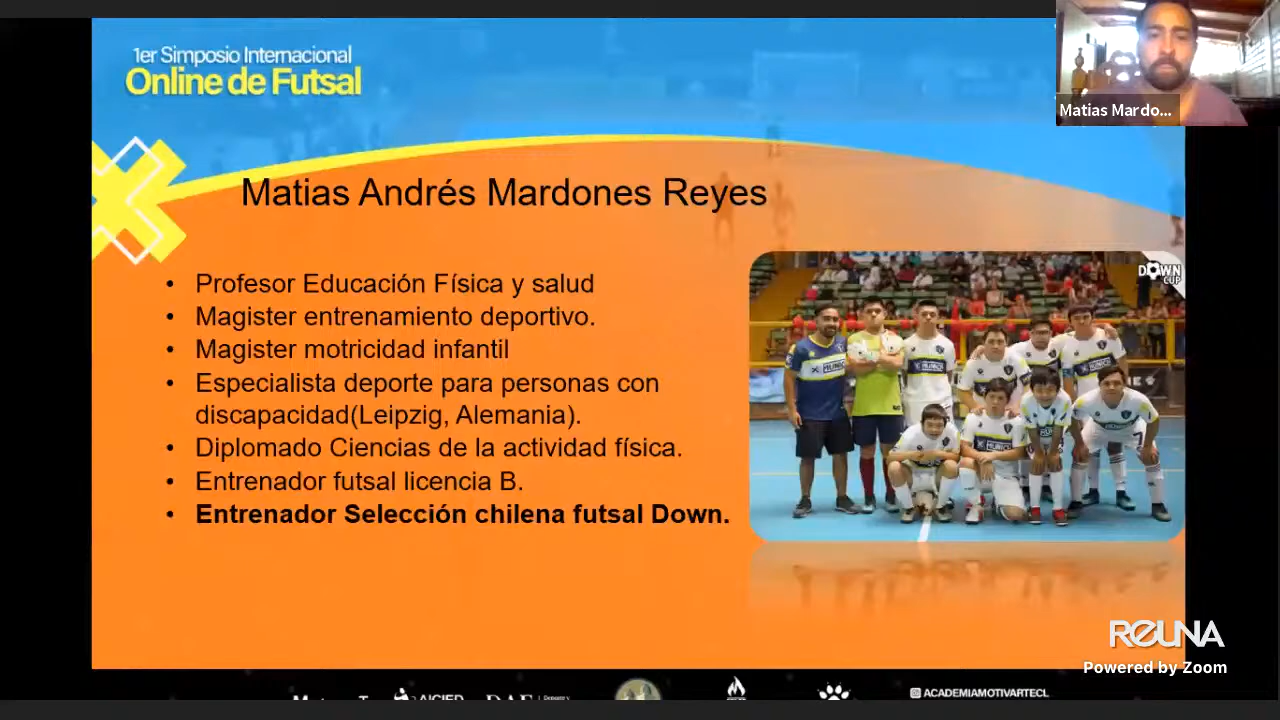 1er Simposio Internacional
Online de Futsal
Matias Mardo...
Matias Andrés Mardones Reyes
• Profesor Educación Física y salud
• Magister entrenamiento deportivo.
• Magister motricidad infantil
• Especialista deporte para personas con
discapacidad(Leipzig, Alemania).
• Diplomado Ciencias de la actividad física.
• Entrenador futsal licencia B.
• Entrenador Selección chilena futsal Down.
DOWN
CUP
MUNICH
7
REUNA
Powered by Zoom
ACADEMIAMOTIVARTECL